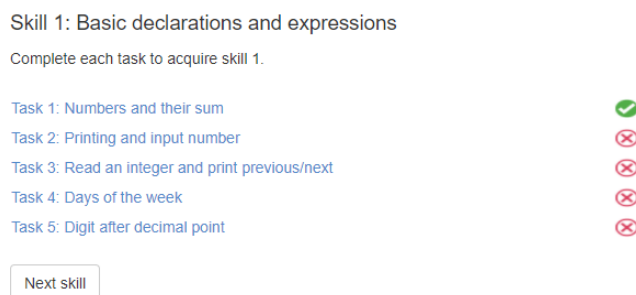 Skill 1: Basic declarations and expressions
Complete each task to acquire skill 1.
Task 1: Numbers and their sum
Task 2: Printing and input number
Task 3: Read an integer and print previous/next
Task 4: Days of the week
Task 5: Digit after decimal point
Next skill